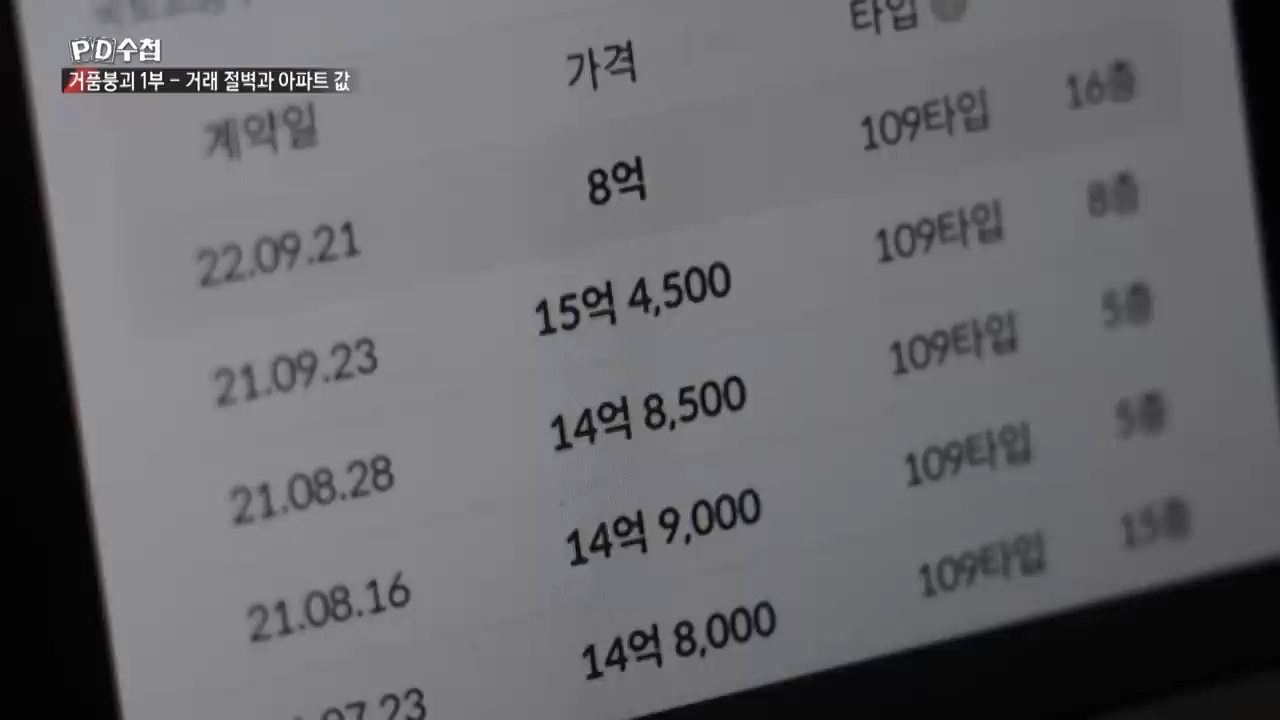 PD수첩
거품붕괴 1부 - 거래 절벽과 아파트 값
계약일 가격 타입
22.09.21 8억 109타입 16층
21.09.23 15억 4,500 109타입 8층
21.08.28 14억 8,500 109타입 5층
21.08.16 14억 9,000 109타입 5층
07.23 14억 8,000 109타입 15층